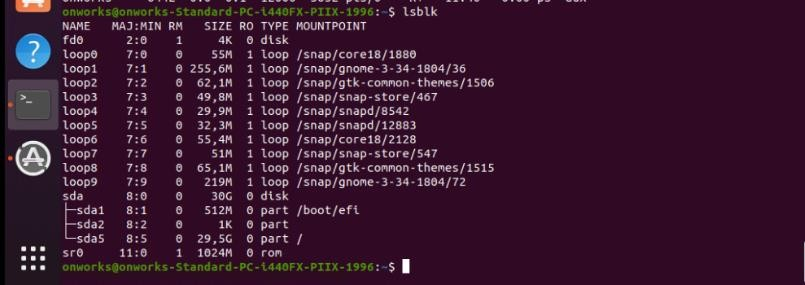 onworks@onworks-Standard-PC-i440FX-PIIX-1996:~$ lsblk
NAME   MAJ:MIN RM   SIZE RO TYPE MOUNTPOINT
fd0      2:0    1     4K  0 disk
loop0    7:0    0    55M  1 loop /snap/core18/1880
loop1    7:1    0 255,6M  1 loop /snap/gnome-3-34-1804/36
loop2    7:2    0  62,1M  1 loop /snap/gtk-common-themes/1506
loop3    7:3    0  49,8M  1 loop /snap/snap-store/467
loop4    7:4    0  29,9M  1 loop /snap/snapd/8542
loop5    7:5    0  32,3M  1 loop /snap/snapd/12883
loop6    7:6    0  55,4M  1 loop /snap/core18/2128
loop7    7:7    0    51M  1 loop /snap/snap-store/547
loop8    7:8    0  65,1M  1 loop /snap/gtk-common-themes/1515
loop9    7:9    0   219M  1 loop /snap/gnome-3-34-1804/72
sda      8:0    0    30G  0 disk
├─sda1   8:1    0   512M  0 part /boot/efi
├─sda2   8:2    0     1K  0 part
└─sda5   8:5    0  29,5G  0 part /
sr0     11:0    1  1024M  0 rom
onworks@onworks-Standard-PC-i440FX-PIIX-1996:~$